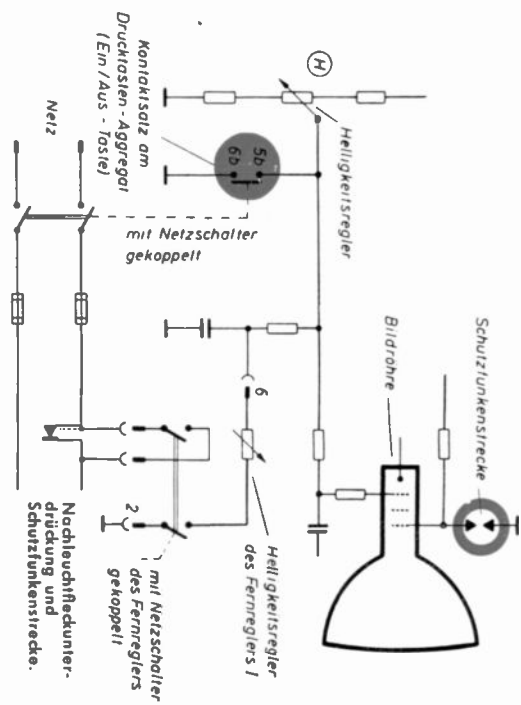 Schutzfunkenstrecke
Bildröhre
Helligkeitsregler
H
5b
6b
Kontaktsatz am
Drucktasten-Aggregat
(Ein/Aus-Taste)
Netz
mit Netzschalter
gekoppelt
6
2
Helligkeitsregler
des Fernreglers I
mit Netzschalter
des Fernreglers
gekoppelt
Nachleuchtfleckunter-
drückung und
Schutzfunkenstrecke.